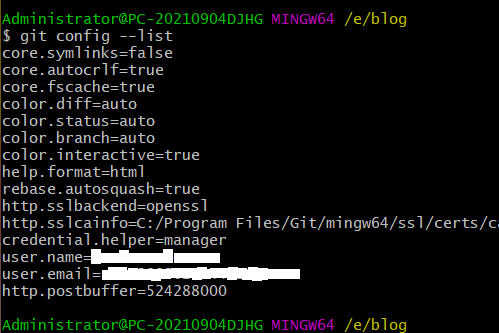 Administrator@PC-20210904DJHG MINGW64 /e/blog
$ git config --list
core.symlinks=false
core.autocrlf=true
core.fscache=true
color.diff=auto
color.status=auto
color.branch=auto
color.interactive=true
help.format=html
rebase.autosquash=true
http.sslbackend=openssl
http.sslcainfo=C:/Program Files/Git/mingw64/ssl/certs/ca
credential.helper=manager
user.name=
user.email=
http.postbuffer=524288000
Administrator@PC-20210904DJHG MINGW64 /e/blog